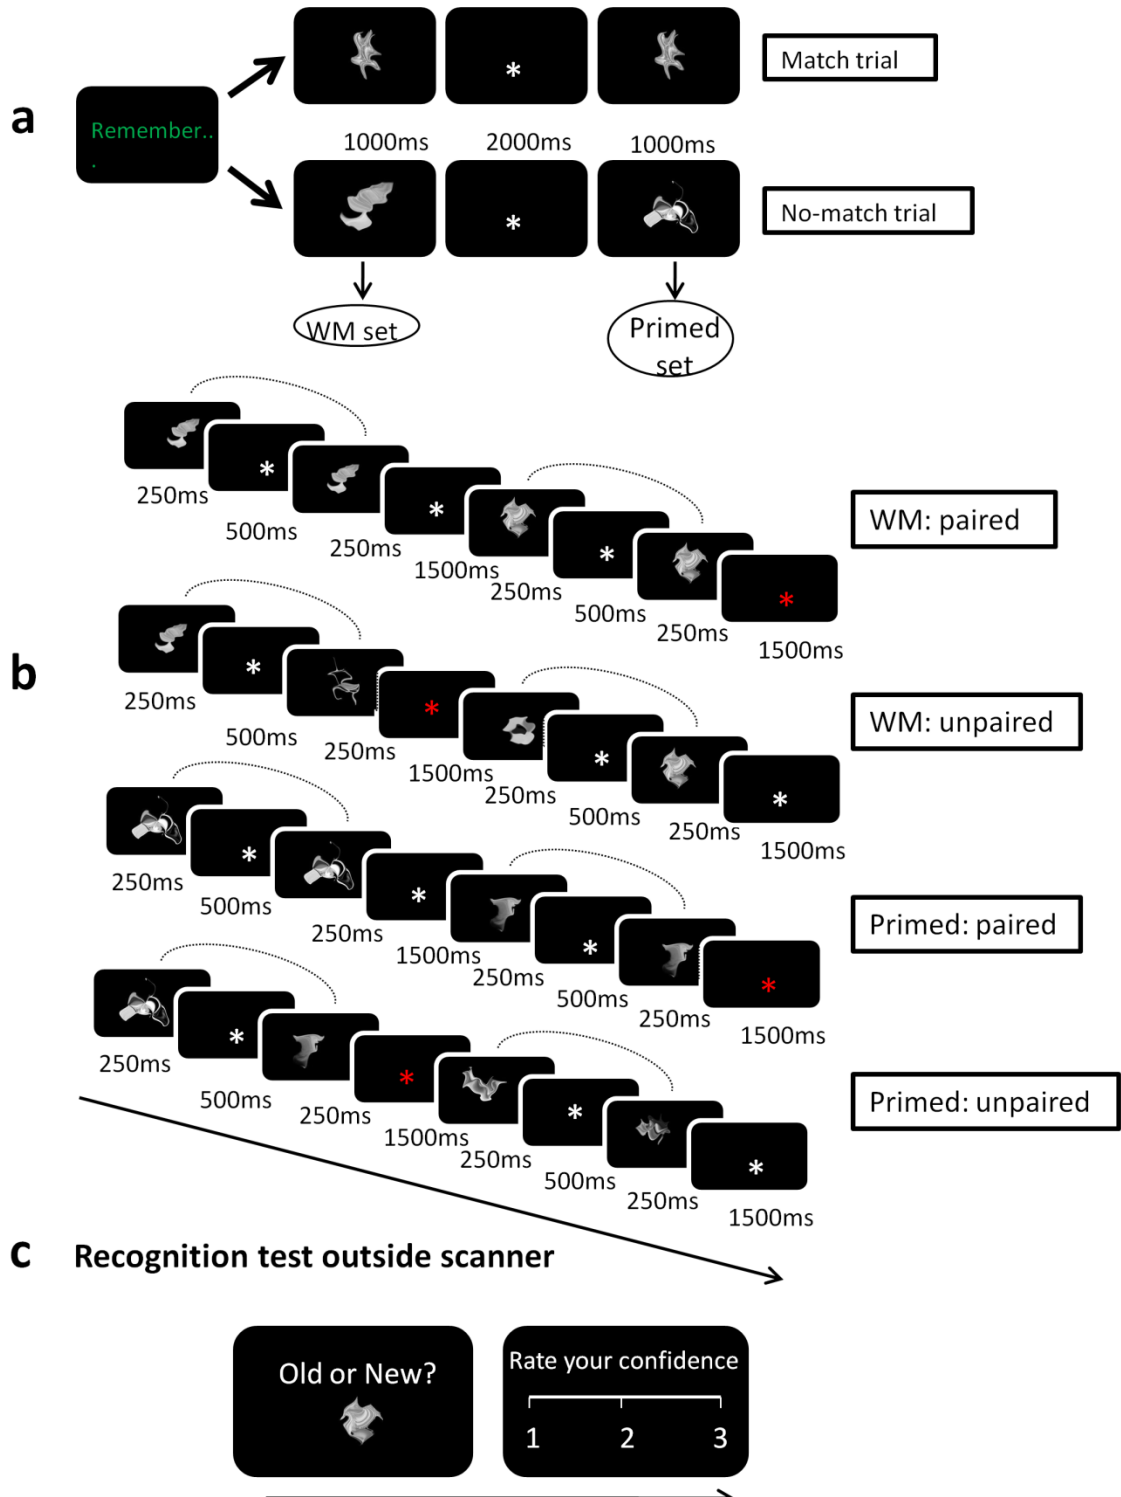 a
Remember..
.
1000ms
*
2000ms
1000ms
Match trial
*
No-match trial
WM set
Primed
set
250ms
*
500ms
250ms
*
1500ms
250ms
*
500ms
250ms
*
1500ms
WM: paired
b
250ms
*
500ms
250ms
*
1500ms
250ms
*
500ms
250ms
*
1500ms
WM: unpaired
250ms
*
500ms
250ms
*
1500ms
250ms
*
500ms
250ms
*
1500ms
Primed: paired
250ms
*
500ms
250ms
*
1500ms
250ms
*
500ms
250ms
*
1500ms
Primed: unpaired
c Recognition test outside scanner
Old or New?
Rate your confidence
1 2 3